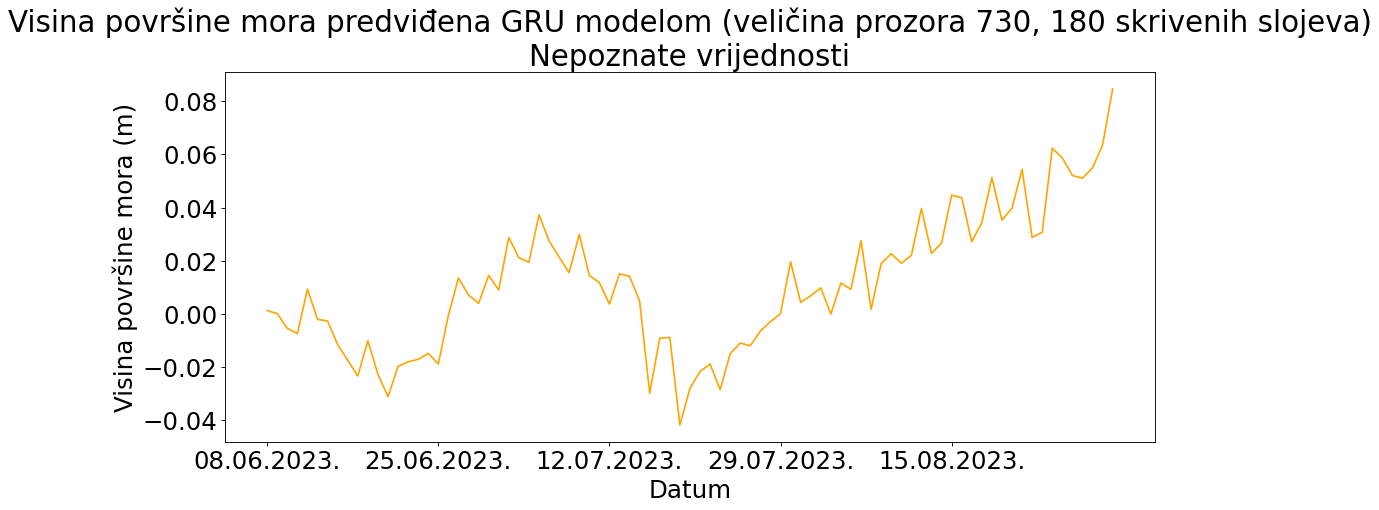 Visina površine mora predviđena GRU modelom (veličina prozora 730, 180 skrivenih slojeva)
Nepoznate vrijednosti
Visina površine mora (m)
0.08
0.06
0.04
0.02
0.00
−0.02
−0.04
08.06.2023. 25.06.2023. 12.07.2023. 29.07.2023. 15.08.2023.
Datum